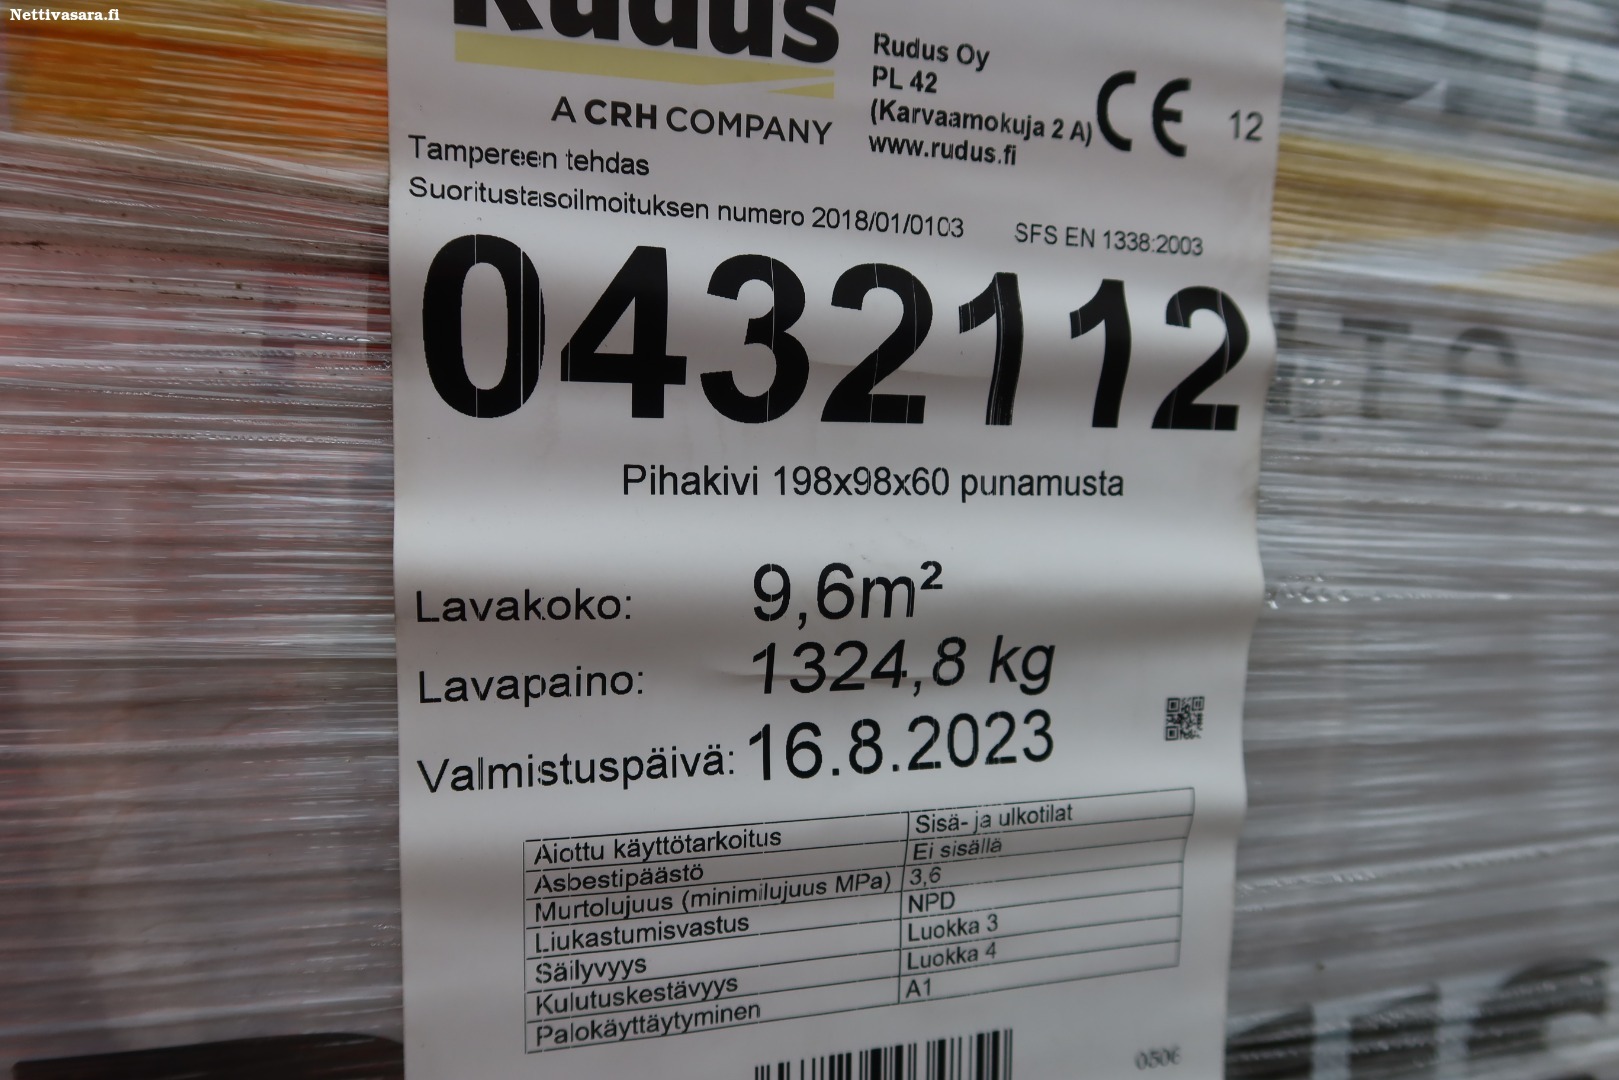 Nettivasara.fi
Rudus
A CRH COMPANY
Rudus Oy
PL 42
(Karvaamokuja 2 A)
www.rudus.fi
CE 12
Tampereen tehdas
Suoritustasoilmoituksen numero 2018/01/0103
SFS EN 1338:2003
0432112
Pihakivi 198x98x60 punamusta
Lavakoko: 9,6m²
Lavapaino: 1324,8 kg
Valmistuspäivä: 16.8.2023
Aiottu käyttötarkoitus Sisä- ja ulkotilat
Asbestipäästö Ei sisällä
Murtolujuus (minimilujuus MPa) 3,6
Liukastumisvastus NPD
Säilyvyys Luokka 3
Kulutuskestävyys Luokka 4
Palokäyttäytyminen A1
0506